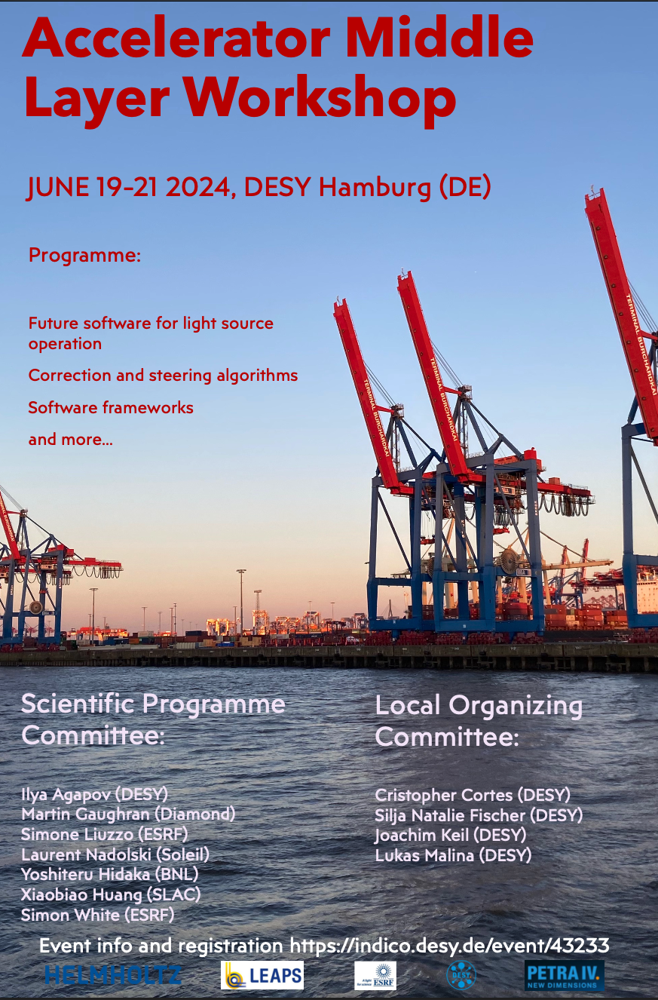 Accelerator Middle
Layer Workshop
JUNE 19-21 2024, DESY Hamburg (DE)
Programme:
Future software for light source
operation
Correction and steering algorithms
Software frameworks
and more...
TERMINAL BURCHARDKAI
TERMINAL BURCHARDKAI
TERMINAL BURCHARDKAI
Scientific Programme
Committee:
Ilya Agapov (DESY)
Martin Gaughran (Diamond)
Simone Liuzzo (ESRF)
Laurent Nadolski (Soleil)
Yoshiteru Hidaka (BNL)
Xiaobiao Huang (SLAC)
Simon White (ESRF)
Local Organizing
Committee:
Cristopher Cortes (DESY)
Silja Natalie Fischer (DESY)
Joachim Keil (DESY)
Lukas Malina (DESY)
Event info and registration https://indico.desy.de/event/43233
HELMHOLTZ
LEAPS
A light
for science
ESRF
DESY.
PETRA IV.
NEW DIMENSIONS